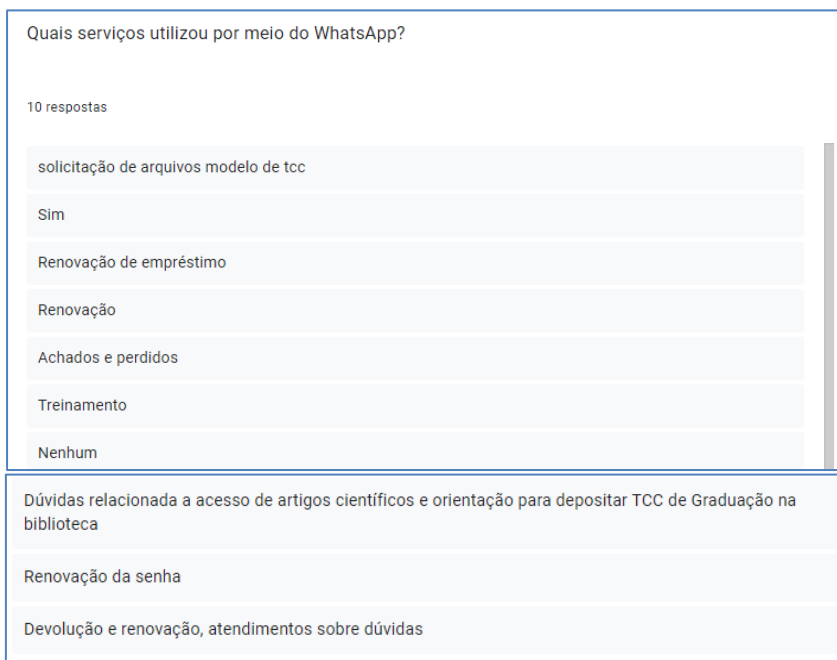 Quais serviços utilizou por meio do WhatsApp?
10 respostas
solicitação de arquivos modelo de tcc
Sim
Renovação de empréstimo
Renovação
Achados e perdidos
Treinamento
Nenhum
Dúvidas relacionada a acesso de artigos científicos e orientação para depositar TCC de Graduação na
biblioteca
Renovação da senha
Devolução e renovação, atendimentos sobre dúvidas